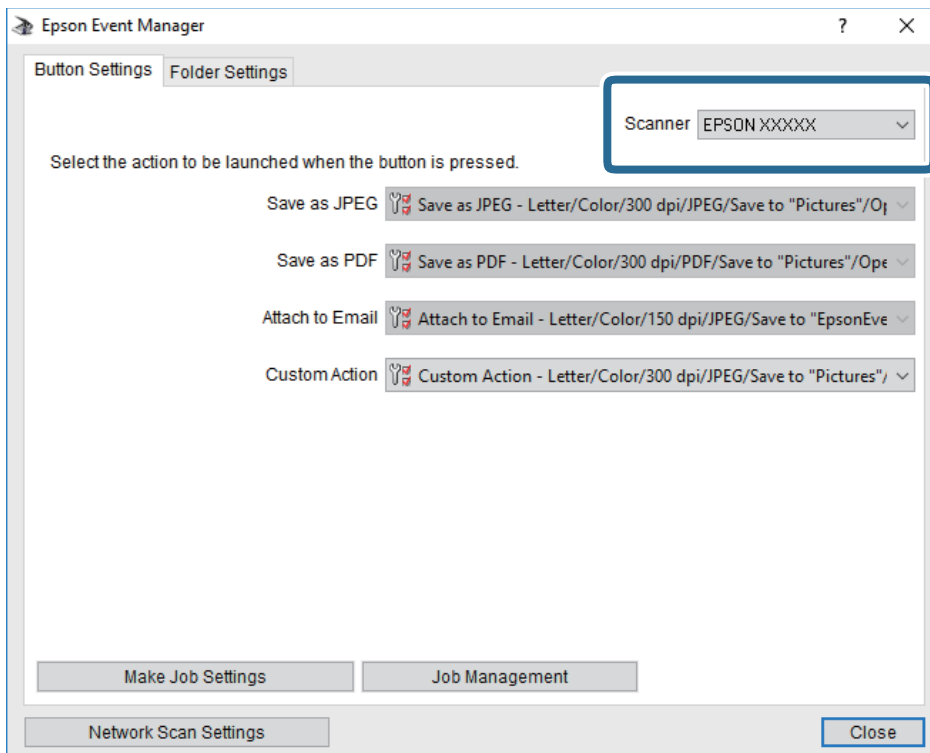 Epson Event Manager
?
Button Settings
Folder Settings
Scanner EPSON XXXXX
Select the action to be launched when the button is pressed.
Save as JPEG Save as JPEG - Letter/Color/300 dpi/JPEG/Save to "Pictures"/
Save as PDF Save as PDF - Letter/Color/300 dpi/PDF/Save to "Pictures"/Ope
Attach to Email Attach to Email - Letter/Color/150 dpi/JPEG/Save to "EpsonEve
Custom Action Custom Action - Letter/Color/300 dpi/JPEG/Save to "Pictures"/
Make Job Settings
Job Management
Network Scan Settings
Close